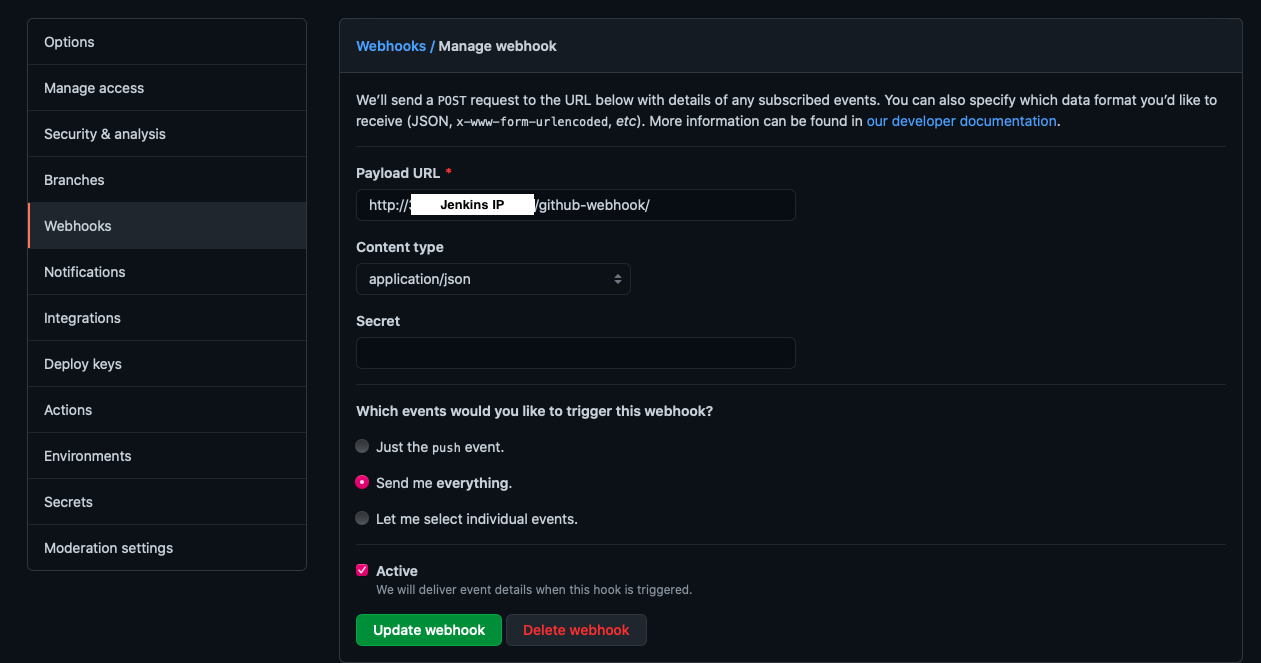 Options
Manage access
Security & analysis
Branches
Webhooks
Notifications
Integrations
Deploy keys
Actions
Environments
Secrets
Moderation settings
Webhooks / Manage webhook
We’ll send a POST request to the URL below with details of any subscribed events. You can also specify which data format you’d like to
receive (JSON, x-www-form-urlencoded, etc). More information can be found in our developer documentation.
Payload URL *
http:// Jenkins IP /github-webhook/
Content type
application/json
Secret
Which events would you like to trigger this webhook?
Just the push event.
Send me everything.
Let me select individual events.
Active
We will deliver event details when this hook is triggered.
Update webhook
Delete webhook